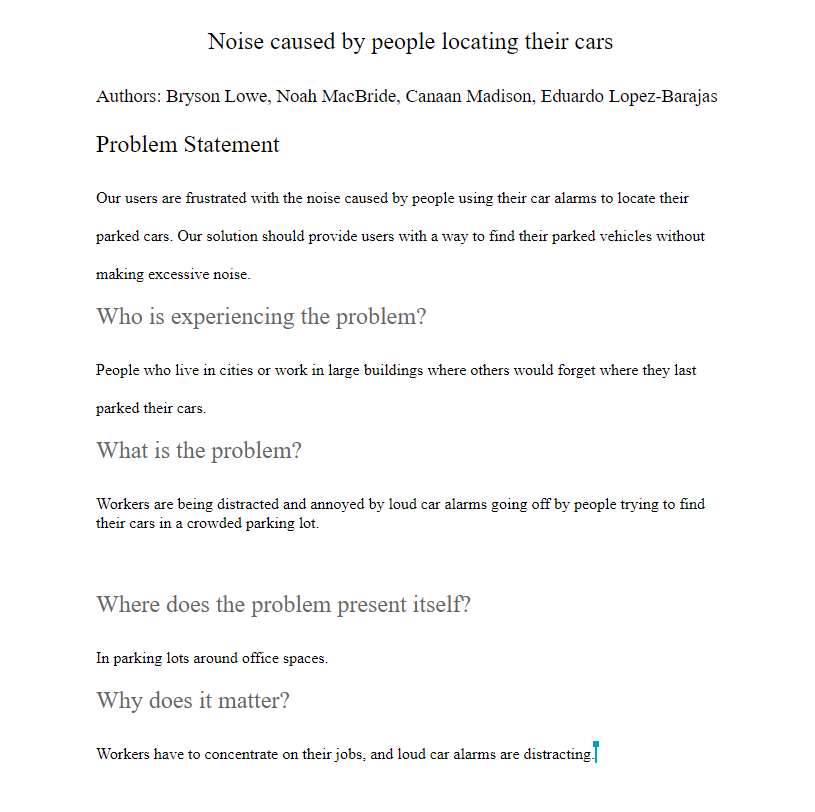 Noise caused by people locating their cars
Authors: Bryson Lowe, Noah MacBride, Canaan Madison, Eduardo Lopez-Barajas
Problem Statement
Our users are frustrated with the noise caused by people using their car alarms to locate their
parked cars. Our solution should provide users with a way to find their parked vehicles without
making excessive noise.
Who is experiencing the problem?
People who live in cities or work in large buildings where others would forget where they last
parked their cars.
What is the problem?
Workers are being distracted and annoyed by loud car alarms going off by people trying to find
their cars in a crowded parking lot.
Where does the problem present itself?
In parking lots around office spaces.
Why does it matter?
Workers have to concentrate on their jobs, and loud car alarms are distracting.